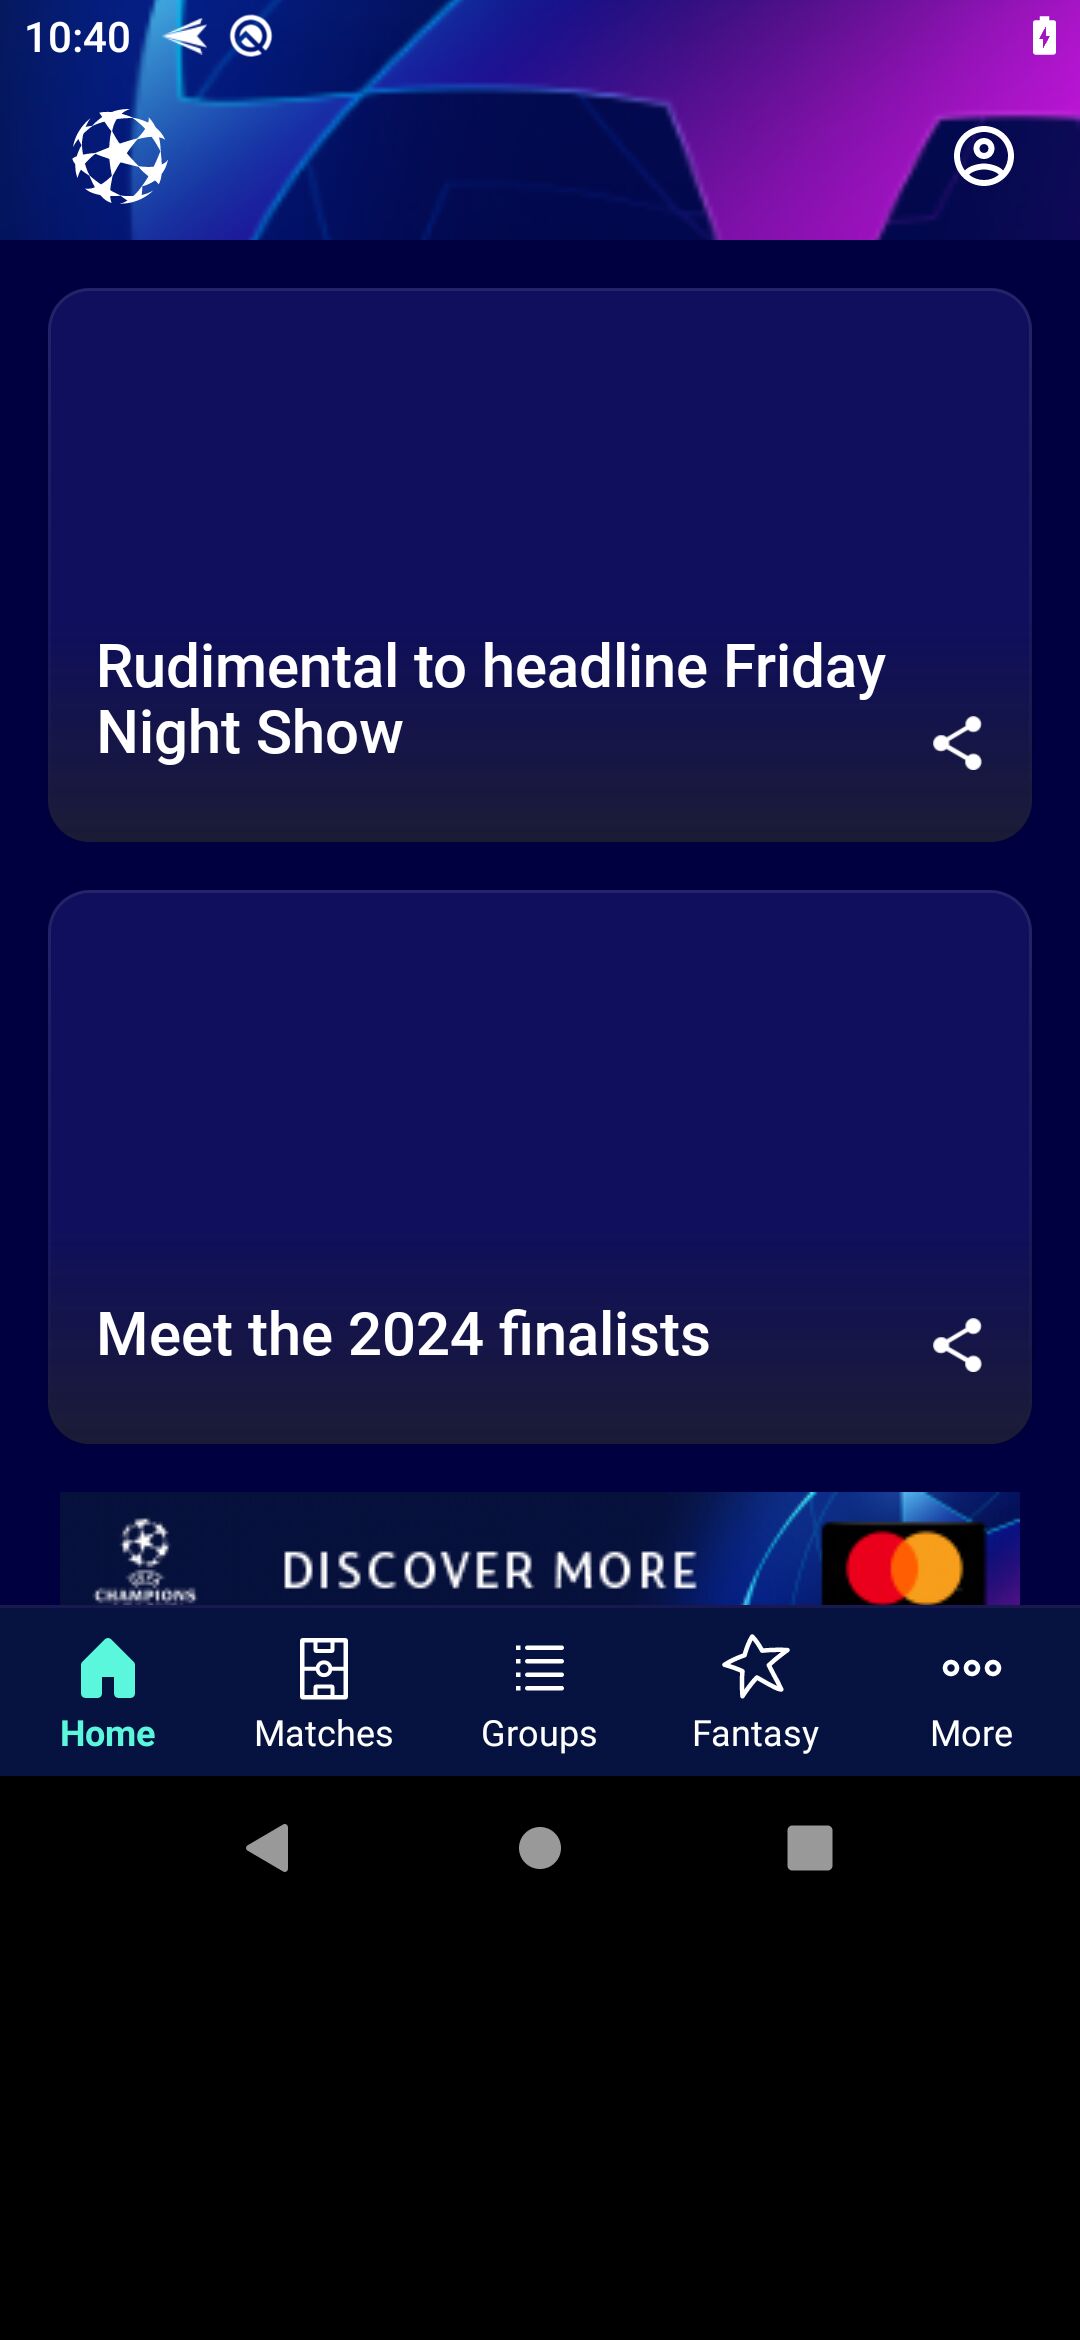 10:40
Rudimental to headline Friday
Night Show
Meet the 2024 finalists
DISCOVER MORE
CHAMPIONS
Home
Matches
Groups
Fantasy
More